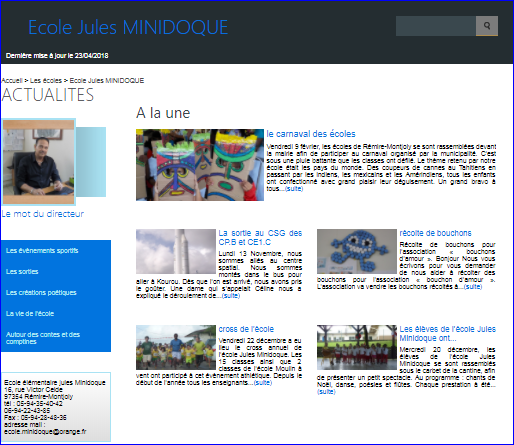 Ecole Jules MINIDOQUE
Dernière mise à jour le 23/04/2018
Accueil > Les écoles > Ecole Jules MINIDOQUE
ACTUALITES
Le mot du directeur
Les évènements sportifs
Les sorties
Les créations poétiques
La vie de l'école
Autour des contes et des
comptines
Ecole élémentaire jules Minidoque
16, rue Victor Ceide
97354 Rémire-Montjoly
tél : 05-94-35-40-42
06-94-22-43-85
Fax : 05-94-28-48-36
adresse mail :
ecole.minidoque@orange.fr
A la une
le carnaval des écoles
Vendredi 9 février, les écoles de Rémire-Montjoly se sont rassemblées devant
la mairie afin de participer au carnaval organisé par la municipalité. C'est
sous une pluie battante que les classes ont défilé. Le thème retenu par notre
école était les pays du monde. Des coupeurs de cannes au Tahitiens en
passant par les indiens, les mexicains et les Amérindiens, tous les enfants
ont confectionné avec grand plaisir leur déguisement. Un grand bravo à
tous...(suite)
La sortie au CSG des
CP.B et CE1.C
Lundi 13 Novembre, nous
sommes allés au centre
spatial. Nous sommes
montés dans le bus pour
aller à Kourou. Dès que l'on est arrivé, nous avons pris
le goûter. Une dame qui s'appelait Céline nous a
expliqué le déroulement de...(suite)
récolte de bouchons
Récolte de bouchons pour
l'association « bouchons
d'amour ». Bonjour Nous vous
écrivons pour vous demander
de nous aider à récolter des
bouchons pour l'association « bouchon d'amour ».
L'association va vendre les bouchons récoltés à...(suite)
cross de l'école
Vendredi 22 décembre a eu
lieu le cross annuel de
l'école Jules Minidoque. Les
15 classes ainsi que 2
classes de l'école Moulin à
vent ont participé à cet évènement athlétique. Depuis le
début de l'année tous les enseignants...(suite)
Les élèves de l'école Jules
Minidoque ont...
Mercredi 20 décembre, les
élèves de l'école Jules
Minidoque se sont rassemblés
sous le carbet de la cantine, afin
de présenter un petit spectacle. Au programme : chants de
Noël, danse, poésies et flûtes. Chaque prestation a été...
(suite)